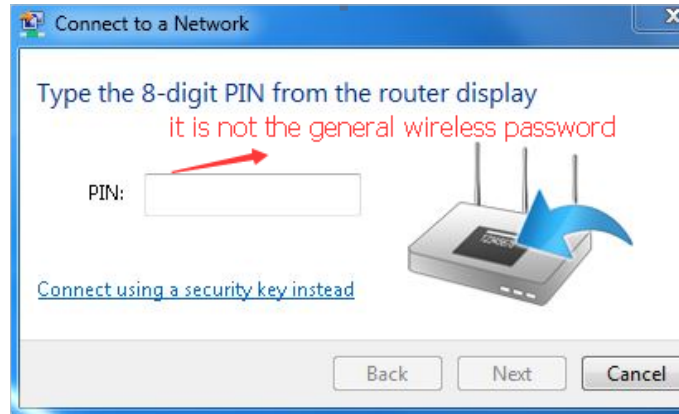 Connect to a Network
Type the 8-digit PIN from the router display
it is not the general wireless password
PIN:
12345670
Connect using a security key instead
Back Next Cancel